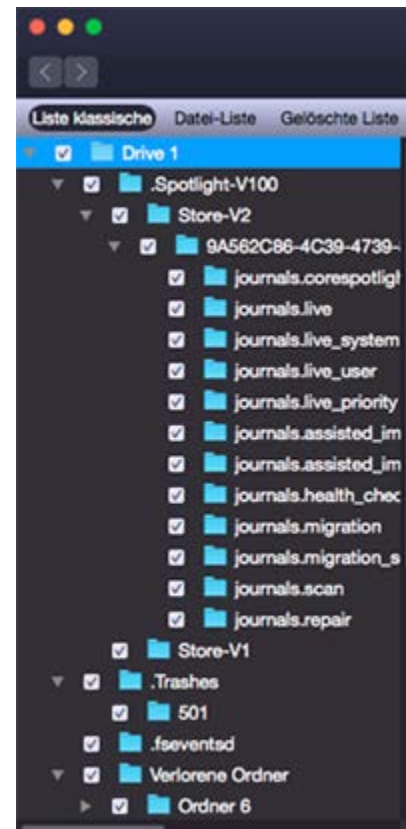 Liste klassische Datei-Liste Gelöschte Liste
Drive 1
.Spotlight-V100
Store-V2
9A562C86-4C39-4739-
journals.corespotligh
journals.live
journals.live_system
journals.live_user
journals.live_priority
journals.assisted_im
journals.assisted_im
journals.health_chec
journals.migration
journals.migration_s
journals.scan
journals.repair
Store-V1
.Trashes
501
.fseventsd
Verlorene Ordner
Ordner 6